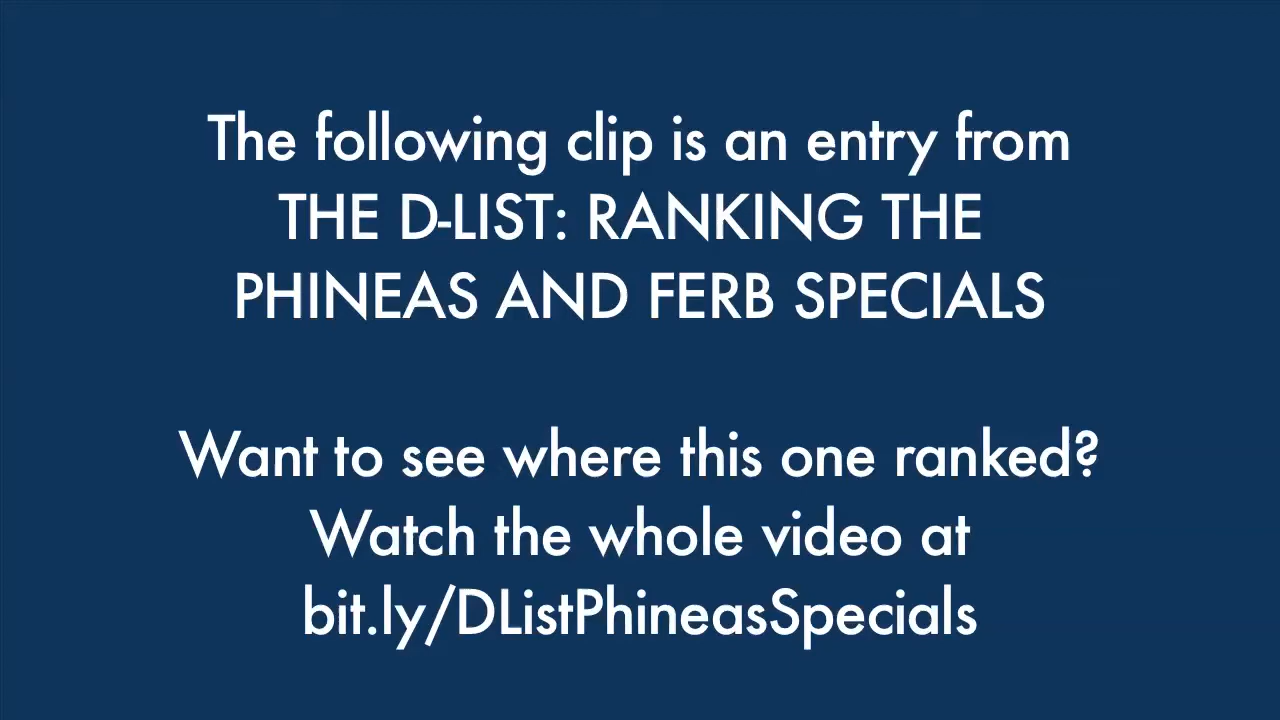 The following clip is an entry from
THE D-LIST: RANKING THE
PHINEAS AND FERB SPECIALS
Want to see where this one ranked?
Watch the whole video at
bit.ly/DListPhineasSpecials